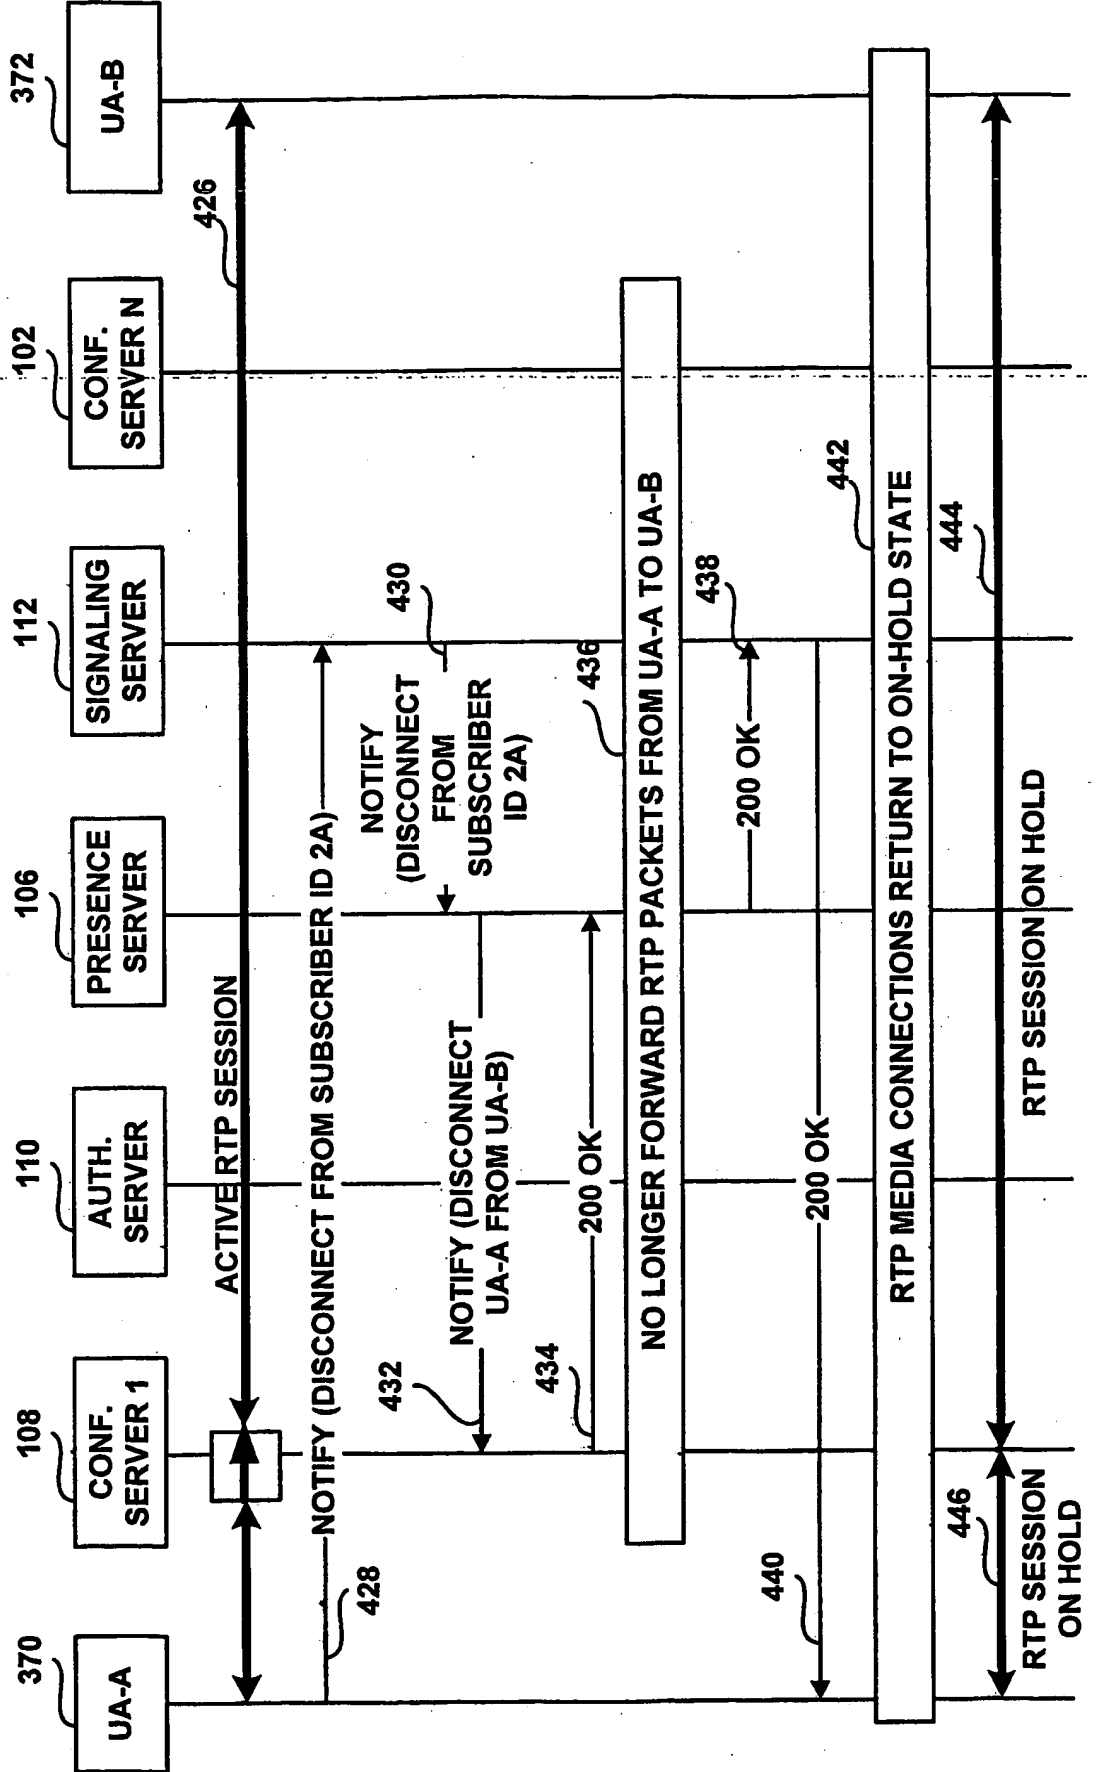 370
UA-A
108
CONF.
SERVER 1
110
AUTH.
SERVER
106
PRESENCE
SERVER
112
SIGNALING
SERVER
102
CONF.
SERVER N
372
UA-B
ACTIVE RTP SESSION
426
NOTIFY (DISCONNECT FROM SUBSCRIBER ID 2A)
428
NOTIFY
(DISCONNECT
FROM
SUBSCRIBER
ID 2A)
430
NOTIFY (DISCONNECT
UA-A FROM UA-B)
432
200 OK
434
436
NO LONGER FORWARD RTP PACKETS FROM UA-A TO UA-B
200 OK
438
200 OK
440
442
RTP MEDIA CONNECTIONS RETURN TO ON-HOLD STATE
444
446
RTP SESSION ON HOLD
RTP SESSION
ON HOLD